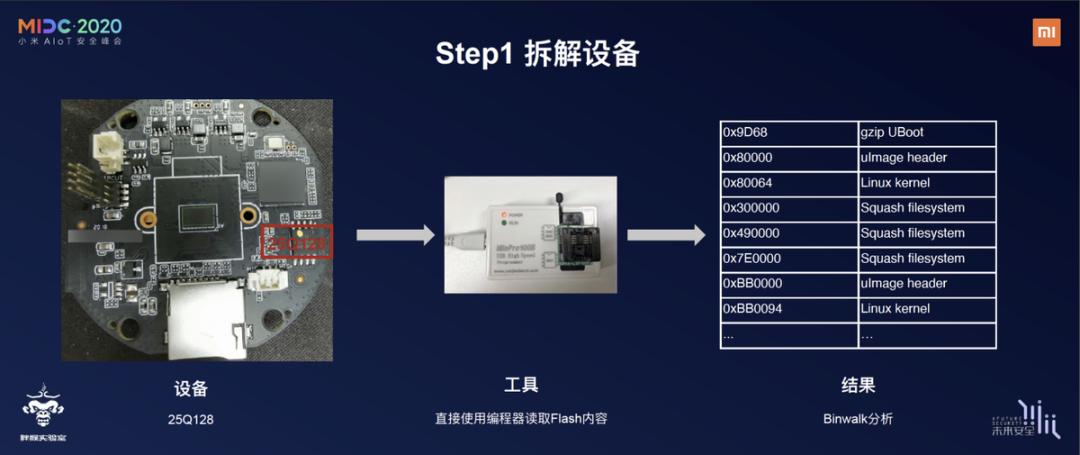 MIDC·2020
小米 AIoT 安全峰会
mi
Step1 拆解设备
25Q128
POWER
RUN
MiniPro100B
USB High Speed
Programmer
0x9D68 gzip UBoot
0x80000 uImage header
0x80064 Linux kernel
0x300000 Squash filesystem
0x490000 Squash filesystem
0x7E0000 Squash filesystem
0xBB0000 uImage header
0xBB0094 Linux kernel
... ...
设备
25Q128
工具
直接使用编程器读取Flash内容
结果
Binwalk分析
胖猴实验室
XFUTURE
SECURITY
未来安全